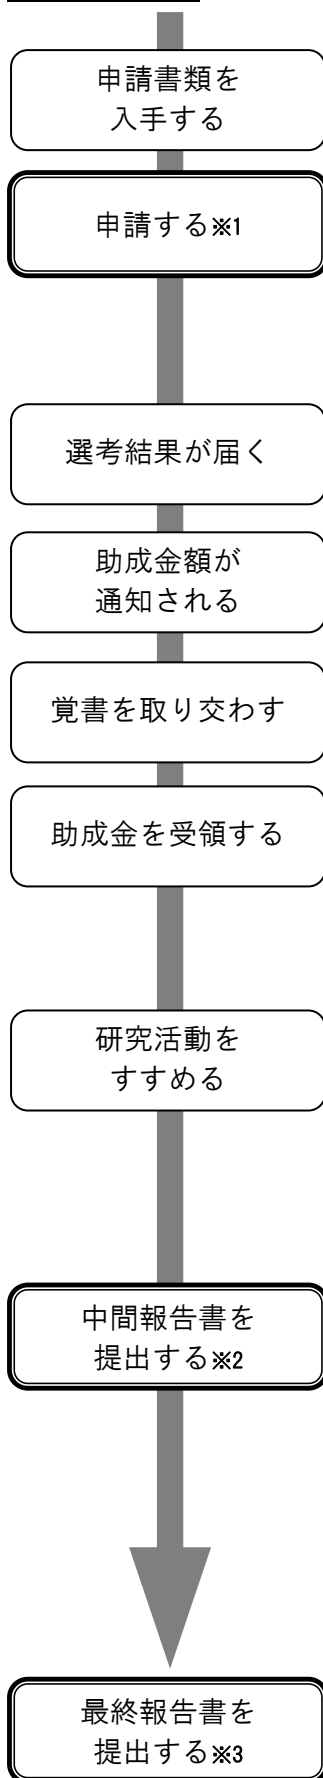 申請書類を
入手する
申請する※1
選考結果が届く
助成金額が
通知される
覚書を取り交わす
助成金を受領する
研究活動を
すすめる
中間報告書を
提出する※2
最終報告書を
提出する※3